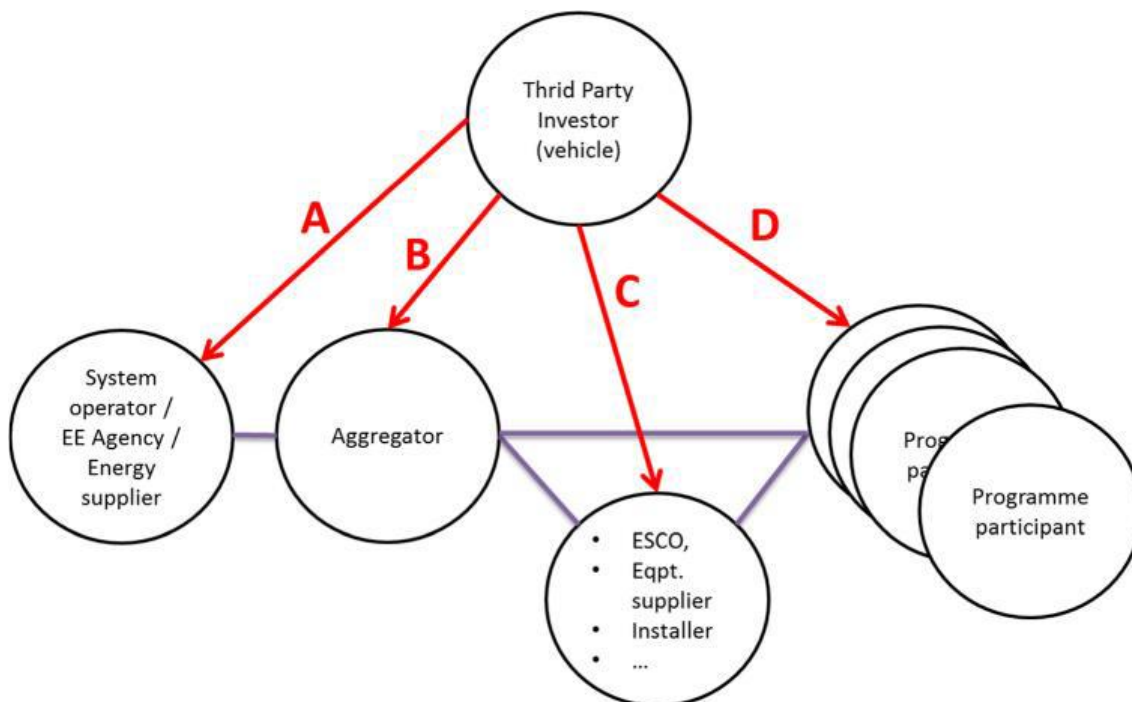 Thrid Party
Investor
(vehicle)
A
B
C
D
System
operator /
EE Agency /
Energy
supplier
Aggregator
• ESCO,
• Eqpt.
supplier
• Installer
• ...
Programme
participant